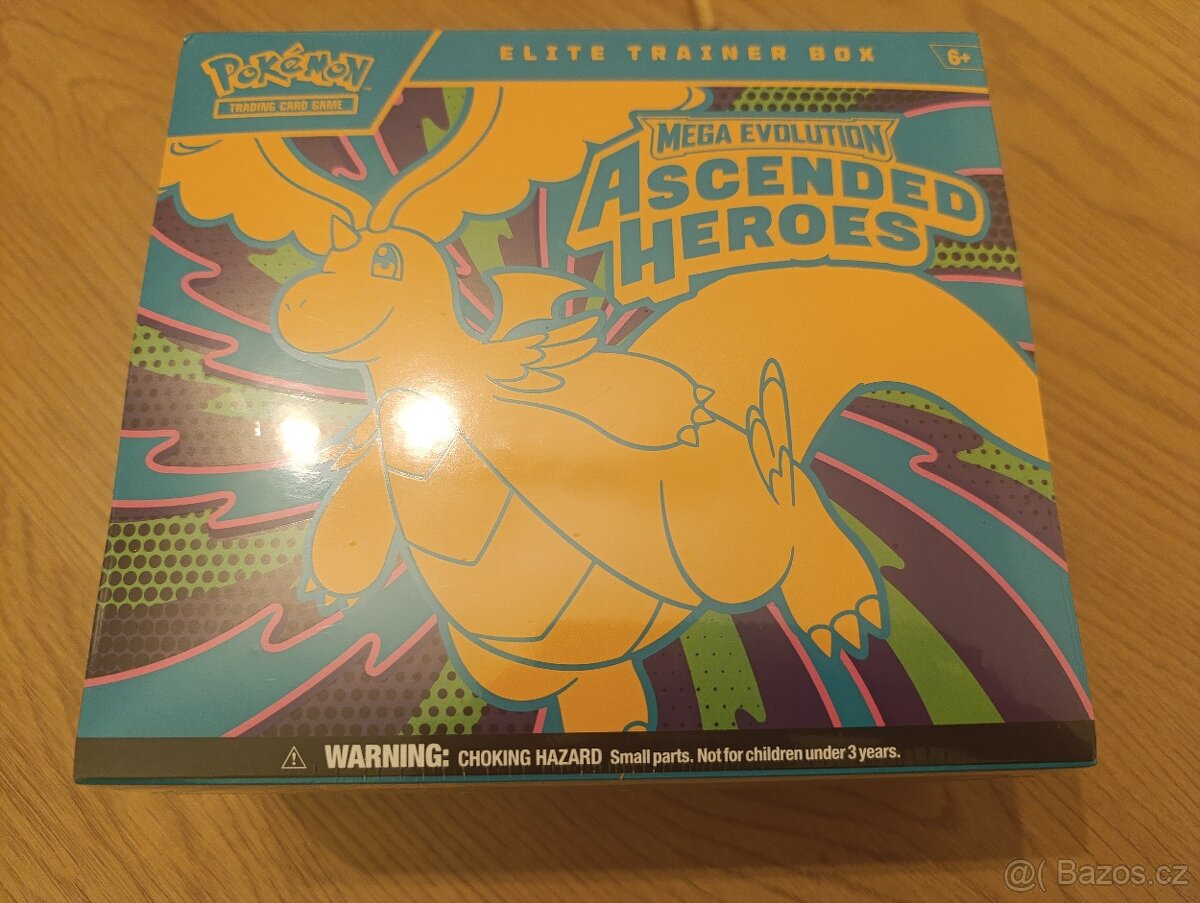 ELITE TRAINER BOX
6+
POKéMON
TRADING CARD GAME
MEGA EVOLUTION
ASCENDED
HEROES
⚠ WARNING: CHOKING HAZARD Small parts. Not for children under 3 years.
@( Bazos.cz